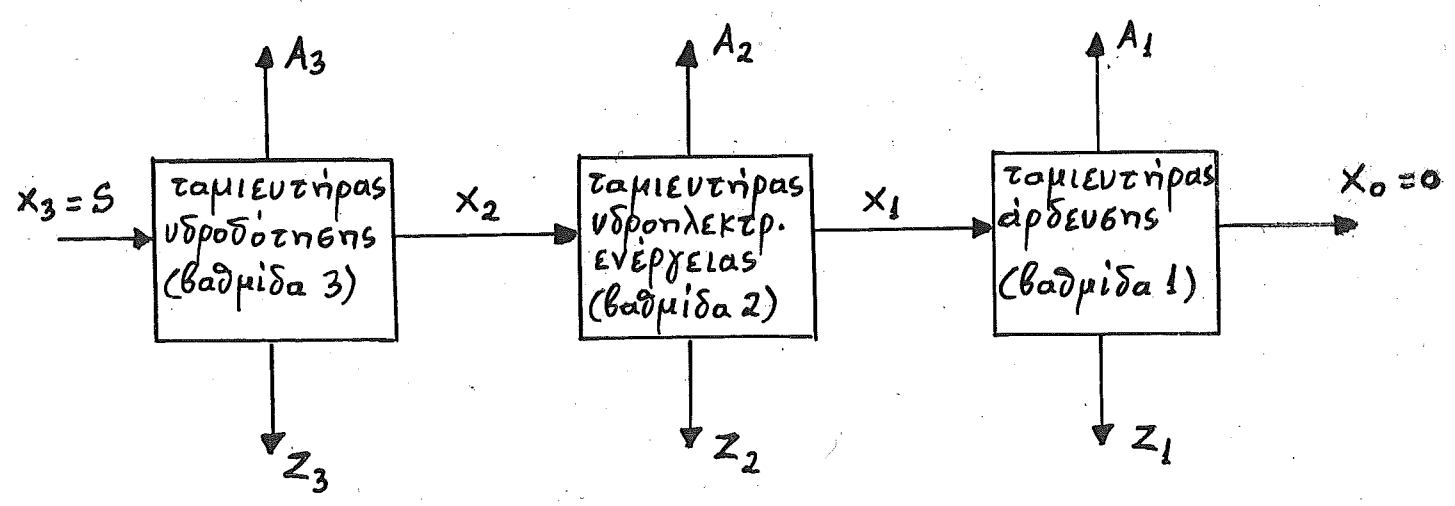 A₃
A₂
A₁
X₃ = S
ταμιευτήρας
υδροδότησης
(βαθμίδα 3)
X₂
ταμιευτήρας
υδροηλεκτρ.
ενέργειας
(βαθμίδα 2)
X₁
ταμιευτήρας
άρδευσης
(βαθμίδα 1)
X₀ = 0
Z₃
Z₂
Z₁